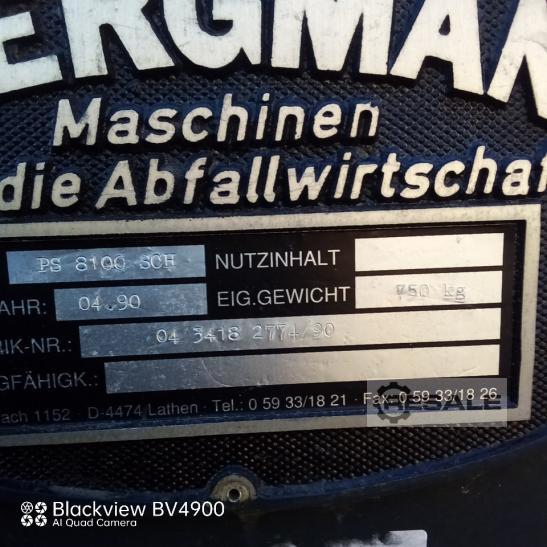 ERGMAN
Maschinen
die Abfallwirtschaf
PS 8100 SCH NUTZINHALT
AHR: 04.90 EIG.GEWICHT 750 kg
IK-NR.: 04 3418 2774/90
GFÄHIGK.:
ach 1152 · D-4474 Lathen · Tel.: 0 59 33/18 21 · Fax: 0 59 33/18 26
SALE
Blackview BV4900
AI Quad Camera